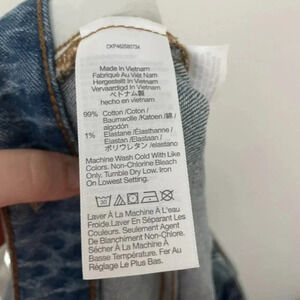 CKP462580734
Made in Vietnam
Fabriqué Au Viet Nam
Hergestellt in Vietnam
Vervaardigd In Vietnam
ベトナム製
hecho en vietnam
99% Cotton /Coton /
Baumwolle /Katoen /綿 /
algodón
1% Elastane /Élasthanne /
Elastan /Elastaan /
ポリウレタン /elastano
Machine Wash Cold With Like
Colors. Non-Chlorine Bleach
Only. Tumble Dry Low. Iron
On Lowest Setting.
30
Laver À La Machine À L'eau
Froide.Laver En Séparant Les
Couleurs. Aucun Agent
De Blanchiment Non-Chlore.
Sécher À La Machine À
Basse Température. Fer Au
Réglage Le Plus Bas.